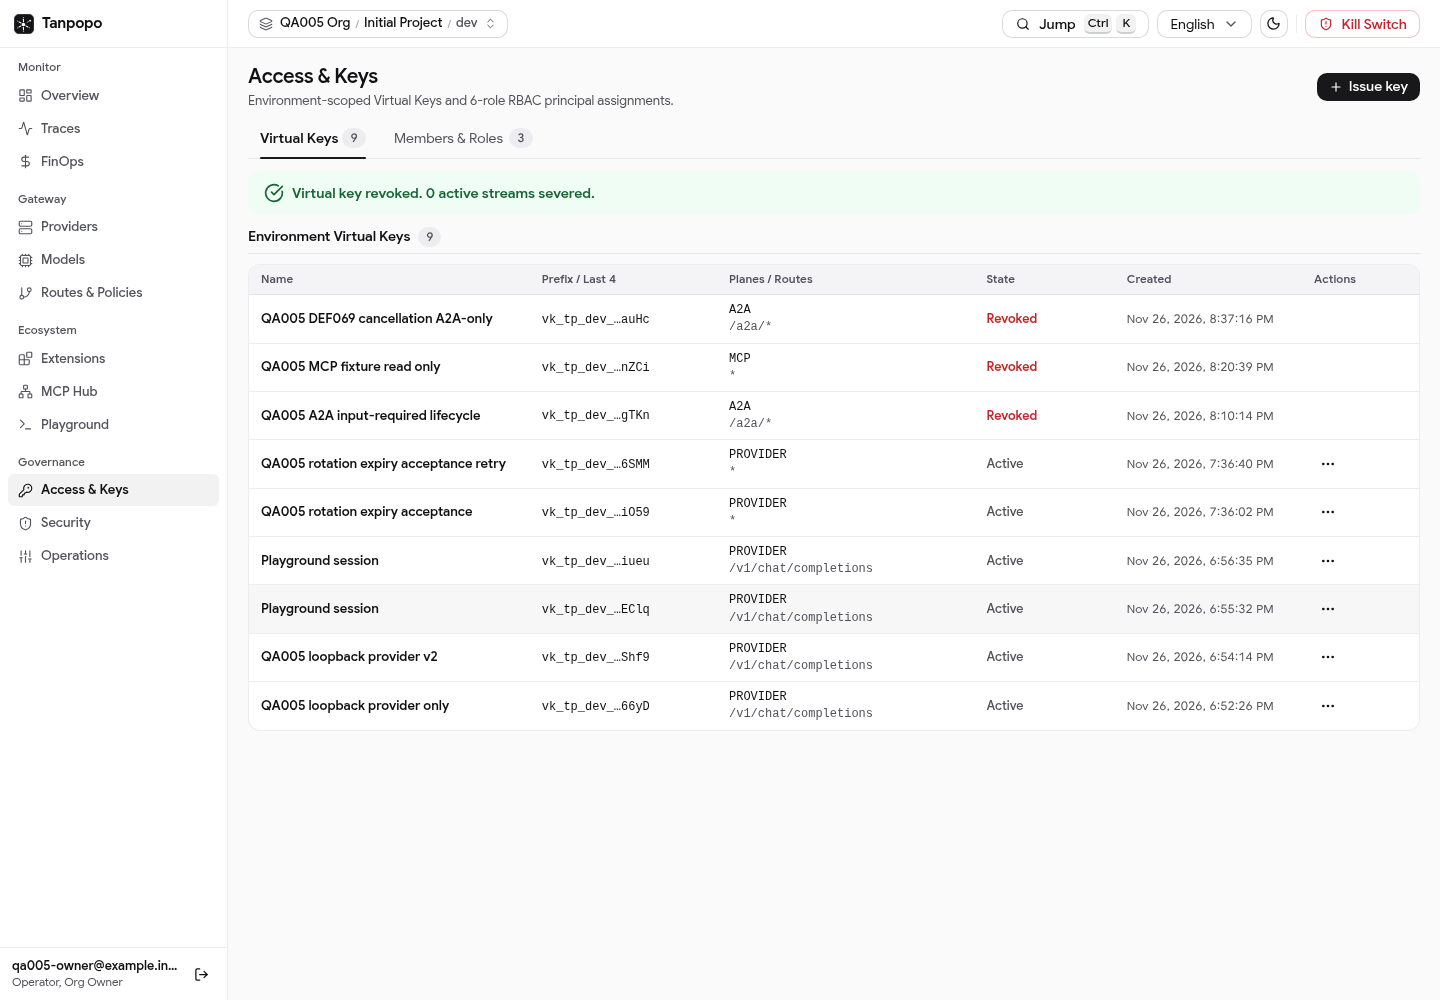 Tanpopo
QA005 Org / Initial Project / dev
Jump Ctrl K
English
Kill Switch
Monitor
Overview
Traces
FinOps
Gateway
Providers
Models
Routes & Policies
Ecosystem
Extensions
MCP Hub
Playground
Governance
Access & Keys
Security
Operations
qa005-owner@example.in...
Operator, Org Owner
Access & Keys
Environment-scoped Virtual Keys and 6-role RBAC principal assignments.
Issue key
Virtual Keys 9 Members & Roles 3
Virtual key revoked. 0 active streams severed.
Environment Virtual Keys 9
Name Prefix / Last 4 Planes / Routes State Created Actions
QA005 DEF069 cancellation A2A-only vk_tp_dev_…auHc A2A Revoked Nov 26, 2026, 8:37:16 PM
/a2a/*
QA005 MCP fixture read only vk_tp_dev_…nZCi MCP Revoked Nov 26, 2026, 8:20:39 PM
*
QA005 A2A input-required lifecycle vk_tp_dev_…gTKn A2A Revoked Nov 26, 2026, 8:10:14 PM
/a2a/*
QA005 rotation expiry acceptance retry vk_tp_dev_…6SMM PROVIDER Active Nov 26, 2026, 7:36:40 PM
*
QA005 rotation expiry acceptance vk_tp_dev_…iO59 PROVIDER Active Nov 26, 2026, 7:36:02 PM
*
Playground session vk_tp_dev_…iueu PROVIDER Active Nov 26, 2026, 6:56:35 PM
/v1/chat/completions
Playground session vk_tp_dev_…EClq PROVIDER Active Nov 26, 2026, 6:55:32 PM
/v1/chat/completions
QA005 loopback provider v2 vk_tp_dev_…Shf9 PROVIDER Active Nov 26, 2026, 6:54:14 PM
/v1/chat/completions
QA005 loopback provider only vk_tp_dev_…66yD PROVIDER Active Nov 26, 2026, 6:52:26 PM
/v1/chat/completions